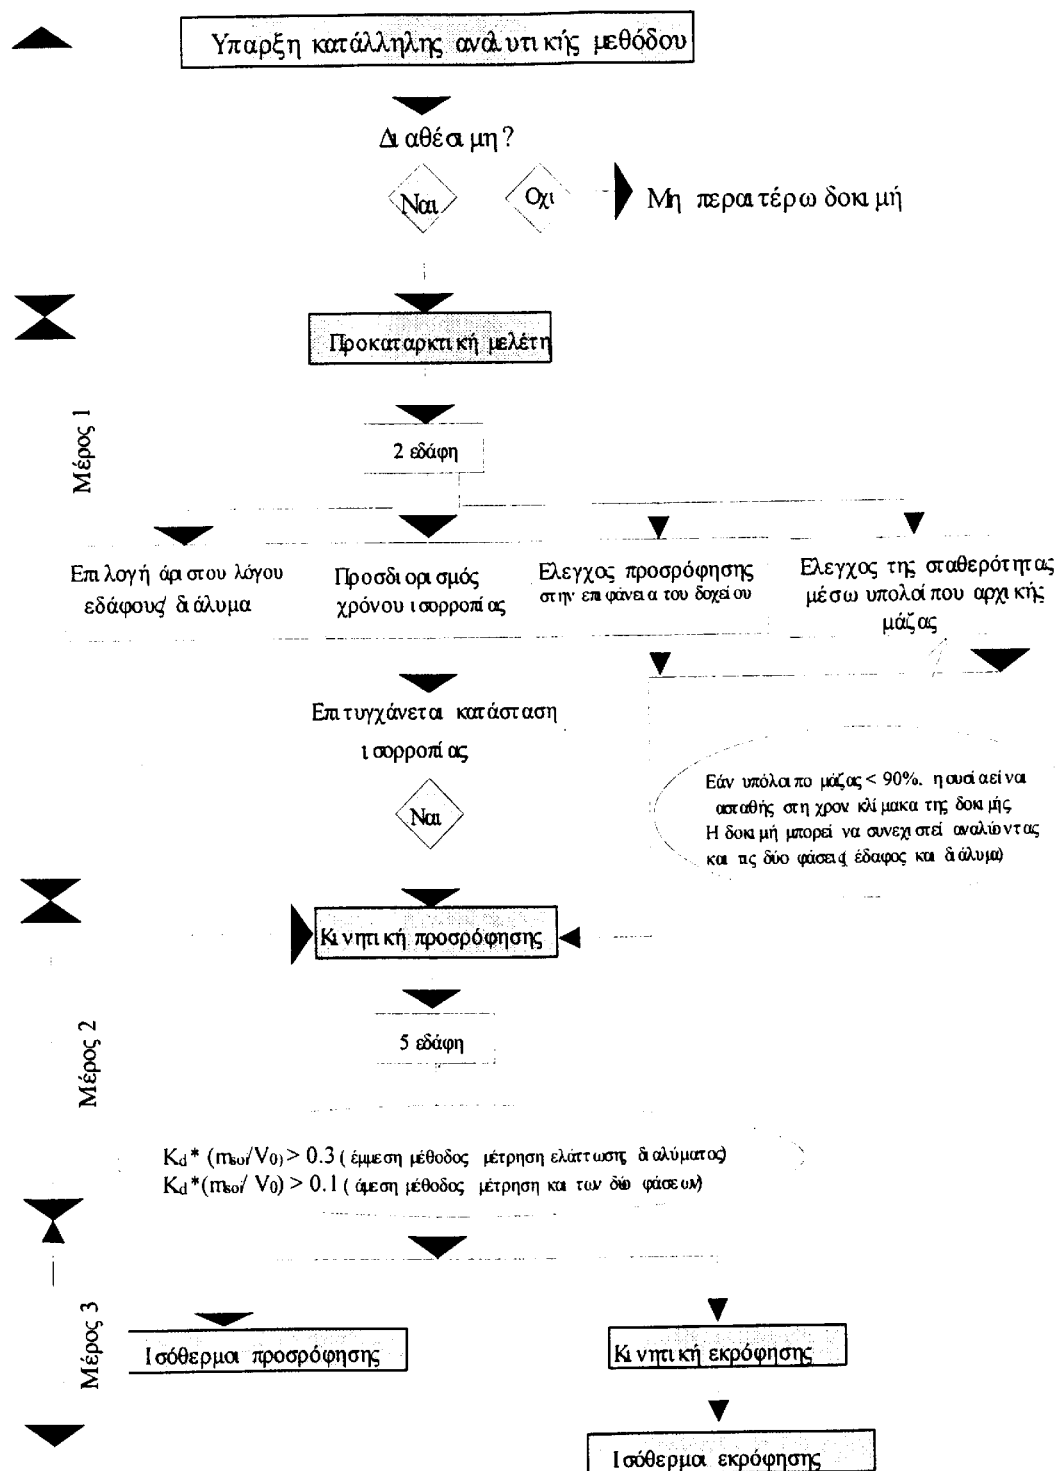 Υπαρξη κατάλληλης αναλυτικής μεθόδου
Διαθέσιμη?
Ναι
Οχι
Μη περαιτέρω δοκιμή
Προκαταρκτική μελέτη
Μέρος 1
2 εδάφη
Επιλογή άριστου λόγου
εδάφους/ διάλυμα
Προσδιορισμός
χρόνου ισορροπίας
Ελεγχος προσρόφησης
στην επιφάνεια του δοχείου
Ελεγχος της σταθερότητας
μέσω υπολοίπου αρχικής
μάζας
Επιτυγχάνεται κατάσταση
ισορροπίας
Ναι
Εάν υπόλοιπο μάζας < 90%. η ουσία είναι
ασταθής στη χρον κλίμακα της δοκιμής
Η δοκιμή μπορεί να συνεχιστεί αναλύοντας
και τις δύο φάσεις( έδαφος και διάλυμα)
Κινητική προσρόφησης
Μέρος 2
5 εδάφη
Kd* (msoi/V0) > 0.3 ( έμμεση μέθοδος μέτρηση ελάττωσης διαλύματος)
Kd*(msoi/ V0) > 0.1 ( άμεση μέθοδος μέτρηση και των δύο φάσεων)
Μέρος 3
Ισόθερμοι προσρόφησης
Κινητική εκρόφησης
Ισόθερμοι εκρόφησης